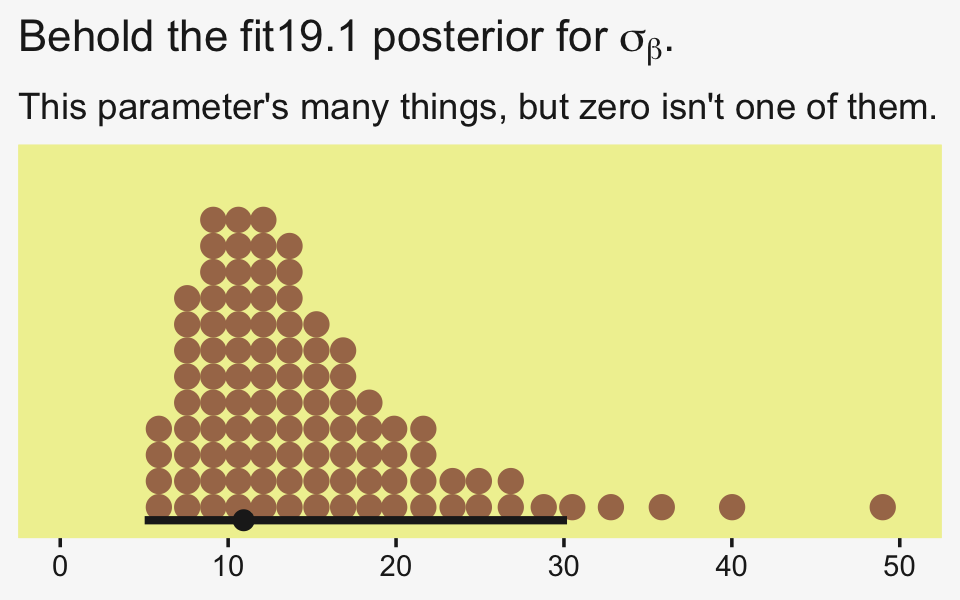 Behold the fit19.1 posterior for σβ.
This parameter's many things, but zero isn't one of them.
0 10 20 30 40 50